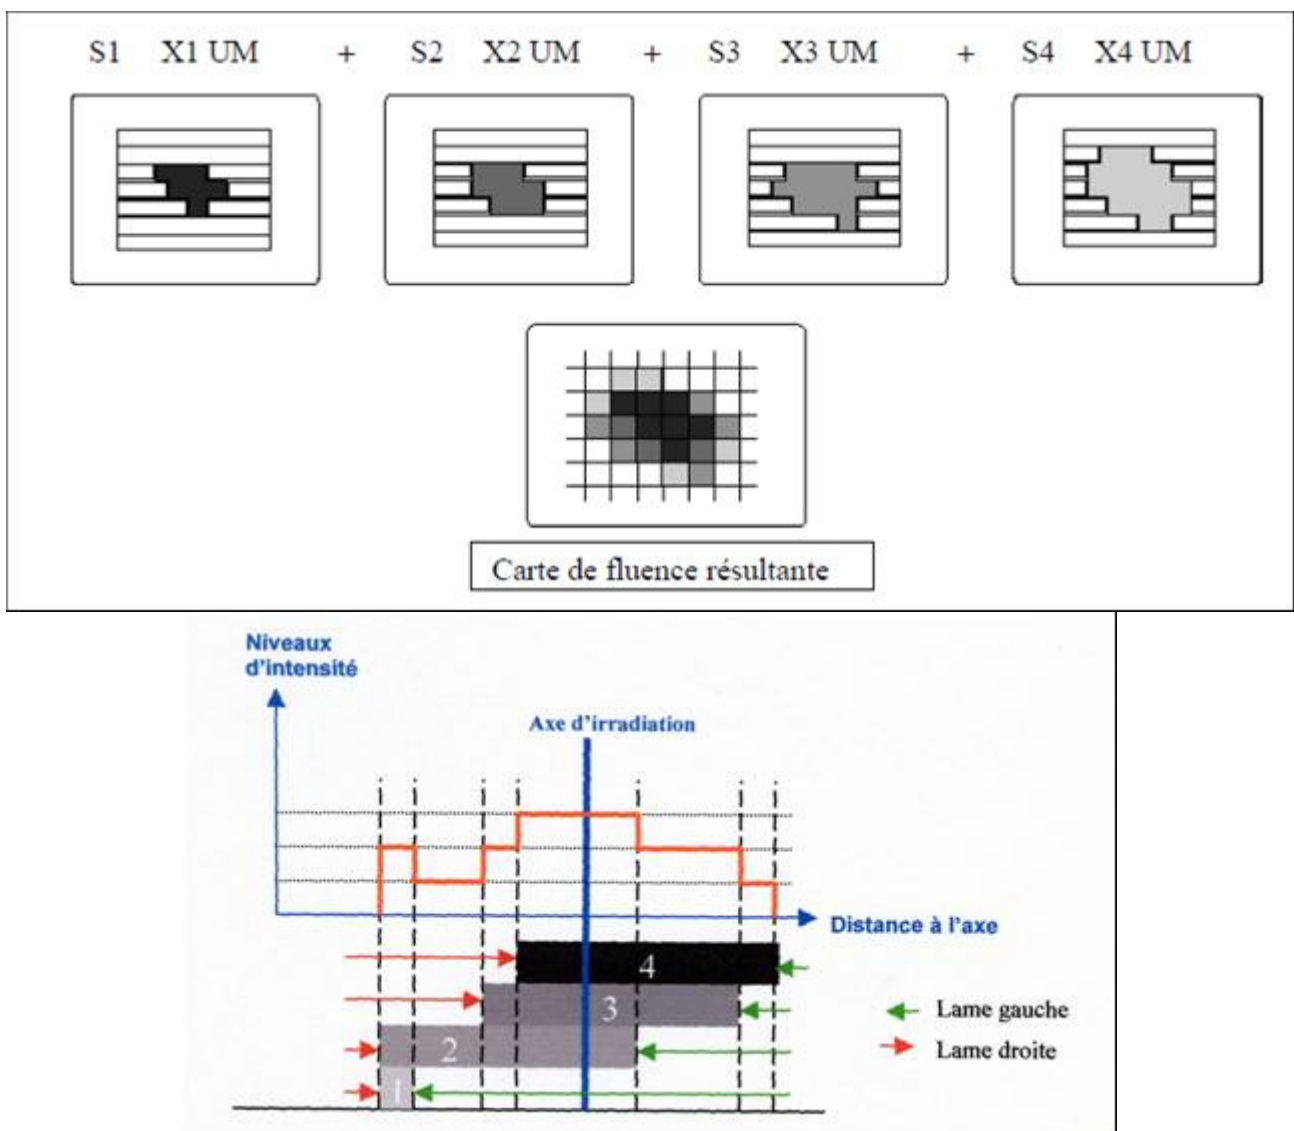 S1 X1 UM + S2 X2 UM + S3 X3 UM + S4 X4 UM
Carte de fluence résultante
Niveaux
d'intensité
Axe d'irradiation
Distance à l'axe
4
3
2
1
Lame gauche
Lame droite